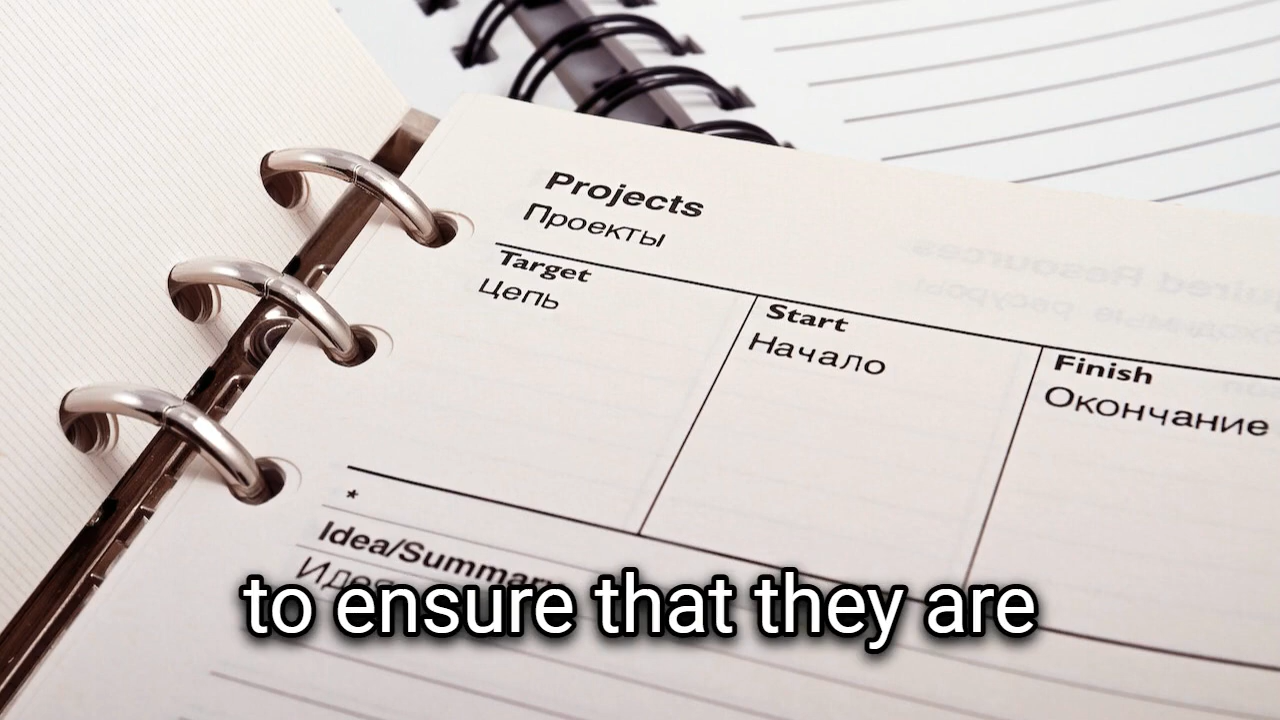 Projects
Проекты
Target
Цель
Start
Начало
Finish
Окончание
*
Idea/Summary
to ensure that they are